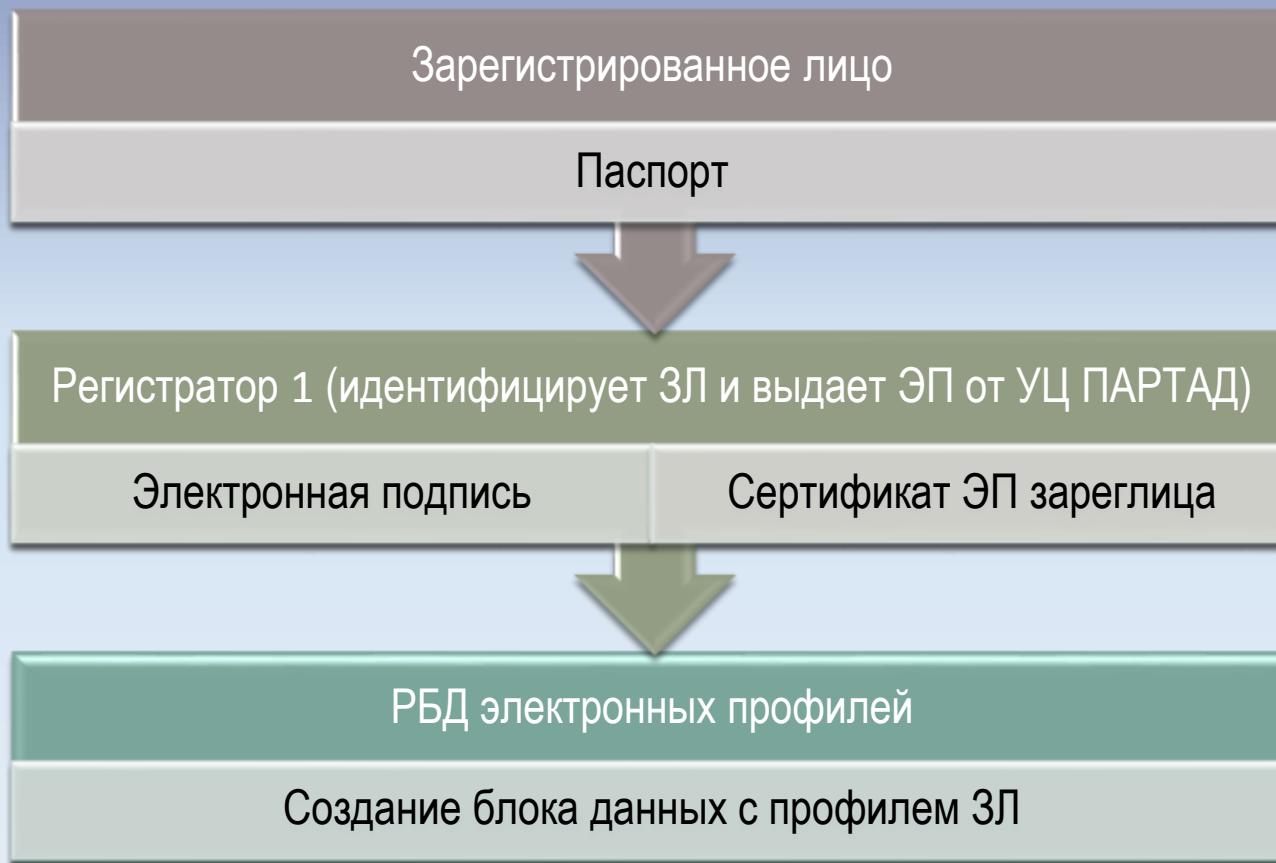 Зарегистрированное лицо
Паспорт
Регистратор 1 (идентифицирует ЗЛ и выдает ЭП от УЦ ПАРТАД)
Электронная подпись
Сертификат ЭП зареглица
РБД электронных профилей
Создание блока данных с профилем ЗЛ